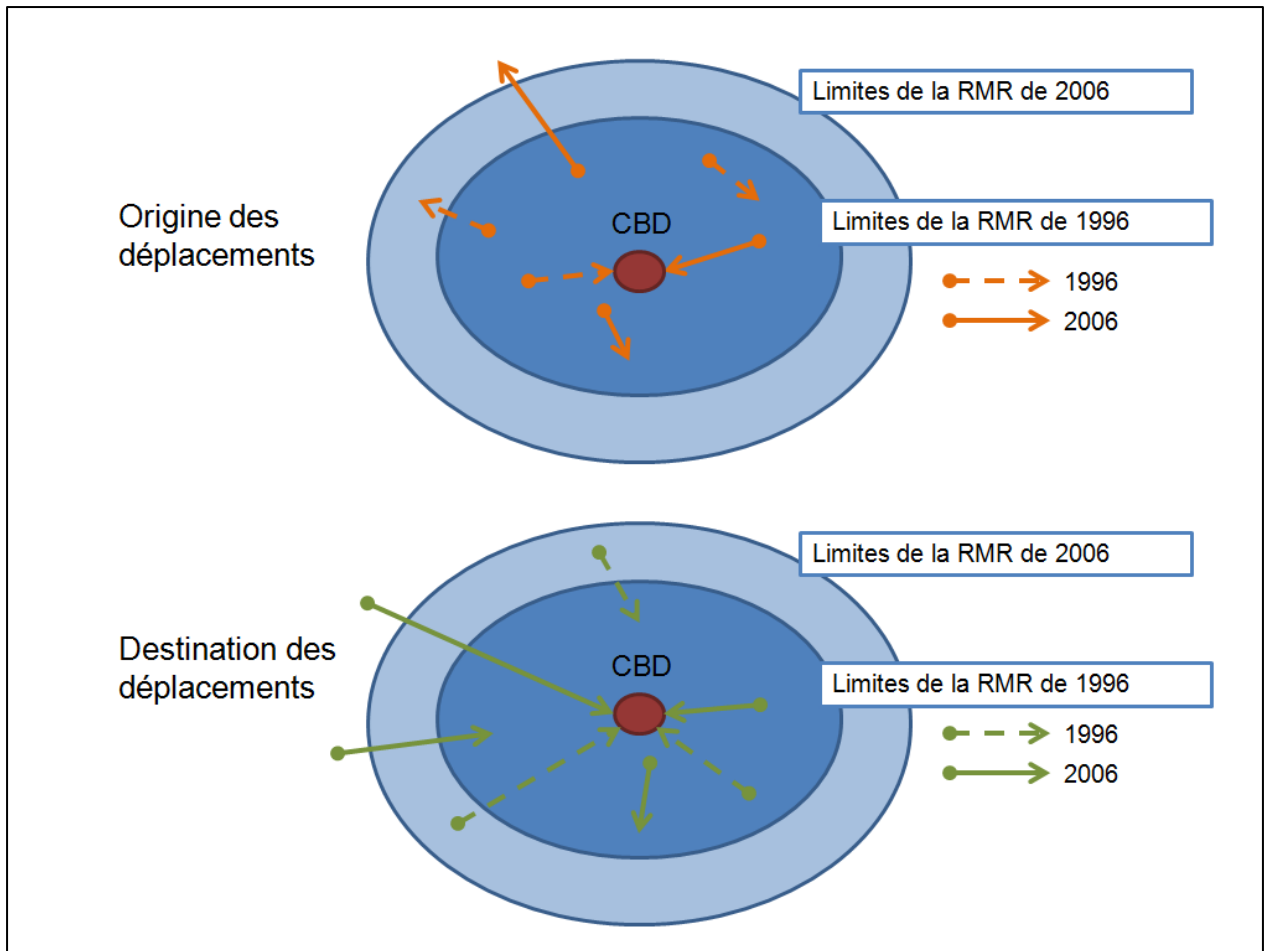 Limites de la RMR de 2006
Origine des
déplacements
Limites de la RMR de 1996
CBD
1996
2006
Limites de la RMR de 2006
Destination des
déplacements
Limites de la RMR de 1996
CBD
1996
2006